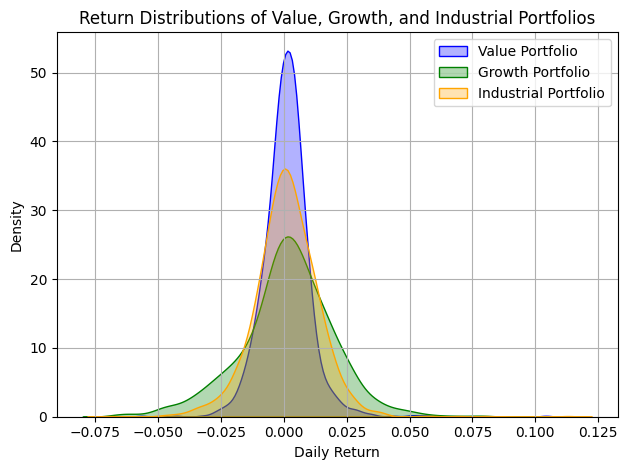 Return Distributions of Value, Growth, and Industrial Portfolios
Value Portfolio
Growth Portfolio
Industrial Portfolio
Density
50
40
30
20
10
0
−0.075 −0.050 −0.025 0.000 0.025 0.050 0.075 0.100 0.125
Daily Return